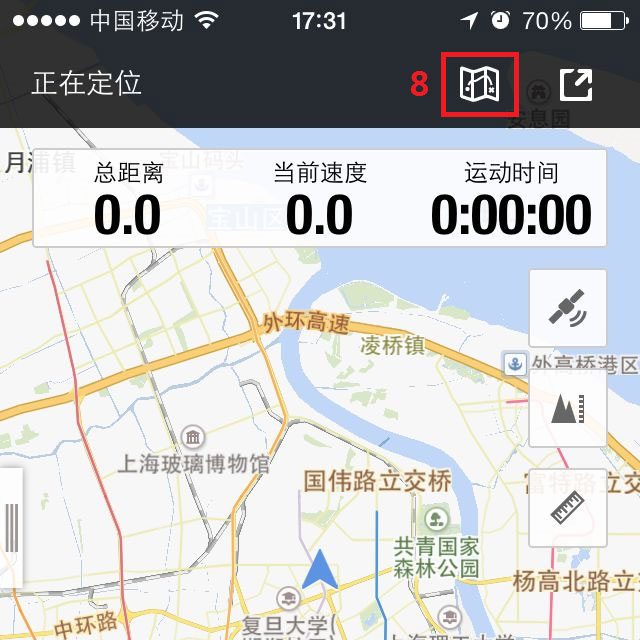 中国移动
17:31
70%
正在定位
8
安息园
月浦镇
宝山码头
总距离
当前速度
运动时间
0.0
0.0
0:00:00
宝山区
外环高速
凌桥镇
外高桥港区
上海玻璃博物馆
国伟路立交桥
富特路立交
共青国家
森林公园
杨高北路立
中环路
复旦大学(
上海理工大学